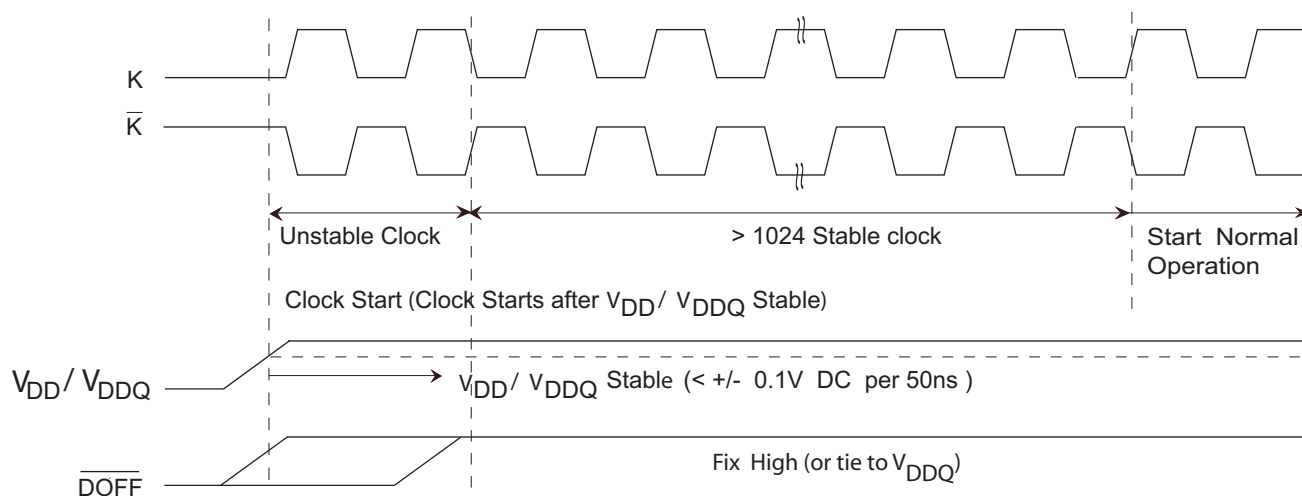 K
K
Unstable Clock
> 1024 Stable clock
Start Normal
Operation
Clock Start (Clock Starts after VDD / VDDQ Stable)
VDD / VDDQ
VDD / VDDQ Stable (< +/- 0.1V DC per 50ns )
DOFF
Fix High (or tie to VDDQ)